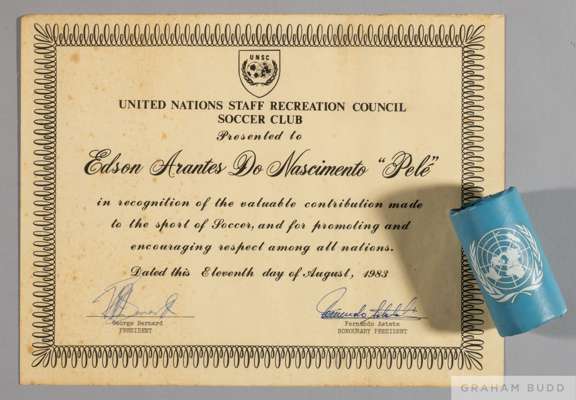 UNSC
UNITED NATIONS STAFF RECREATION COUNCIL
SOCCER CLUB
Presented to
Edson Arantes Do Nascimento "Pelé"
in recognition of the valuable contribution made
to the sport of Soccer, and for promoting and
encouraging respect among all nations.
Dated this Eleventh day of August, 1983
George Bernard
PRESIDENT
Fernando Astete
HONOURARY PRESIDENT
GRAHAM BUDD